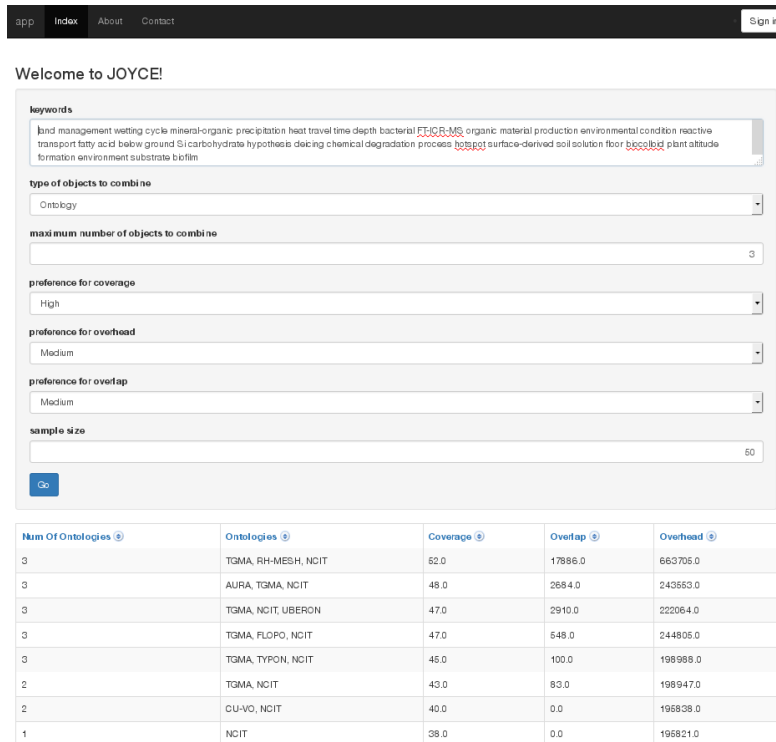 app Index About Contact Sign in
Welcome to JOYCE!
keywords
land management wetting cycle mineral-organic precipitation heat travel time depth bacterial FT-ICR-MS organic material production environmental condition reactive
transport fatty acid below ground Si carbohydrate hypothesis deicing chemical degradation process hotspot surface-derived soil solution floor biocolloid plant altitude
formation environment substrate biofilm
type of objects to combine
Ontology
maximum number of objects to combine
3
preference for coverage
High
preference for overhead
Medium
preference for overlap
Medium
sample size
50
Go
Num Of Ontologies Ontologies Coverage Overlap Overhead
3 TGMA, RH-MESH, NCIT 52.0 17886.0 663705.0
3 AURA, TGMA, NCIT 48.0 2684.0 243553.0
3 TGMA, NCIT, UBERON 47.0 2910.0 222064.0
3 TGMA, FLOPO, NCIT 47.0 548.0 244805.0
3 TGMA, TYPON, NCIT 45.0 100.0 198988.0
2 TGMA, NCIT 43.0 83.0 198947.0
2 CU-VO, NCIT 40.0 0.0 195838.0
1 NCIT 38.0 0.0 195821.0